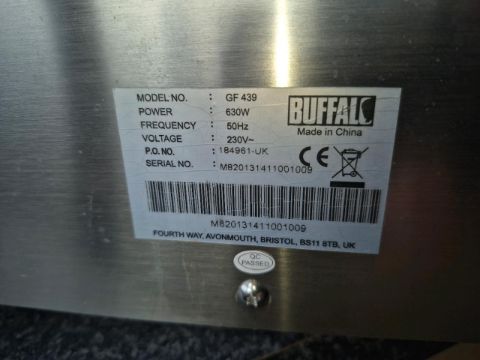 MODEL NO. : GF 439
POWER : 630W
FREQUENCY : 50Hz
VOLTAGE : 230V~
P.O. NO. : 184961-UK
SERIAL NO. : M820131411001009
BUFFALO
Made in China
CE
M820131411001009
FOURTH WAY, AVONMOUTH, BRISTOL, BS11 8TB, UK
QC
PASSED